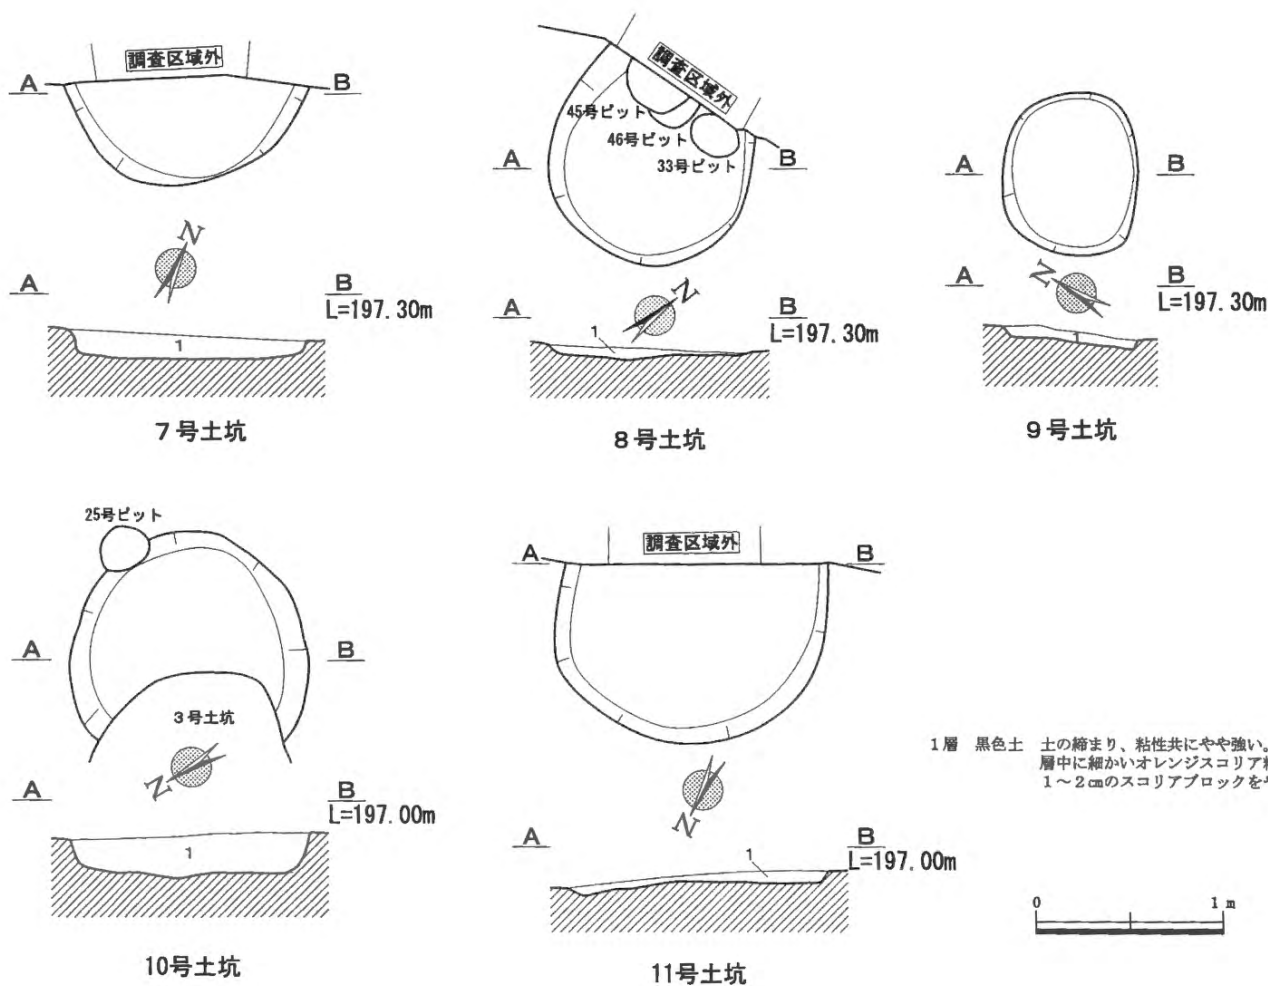 調査区域外
A
B
N
A
B
L=197.30m
1
7号土坑
調査区域外
45号ピット
46号ピット
33号ピット
A
B
N
A
B
L=197.30m
1
8号土坑
A
B
N
A
B
L=197.30m
1
9号土坑
25号ピット
A
B
3号土坑
N
A
B
L=197.00m
1
10号土坑
調査区域外
A
B
N
A
B
L=197.00m
1
11号土坑
1層 黒色土 土の締まり、粘性共にやや強い。
層中に細かいオレンジスコリア
1~2cmのスコリアブロックを
0 1m